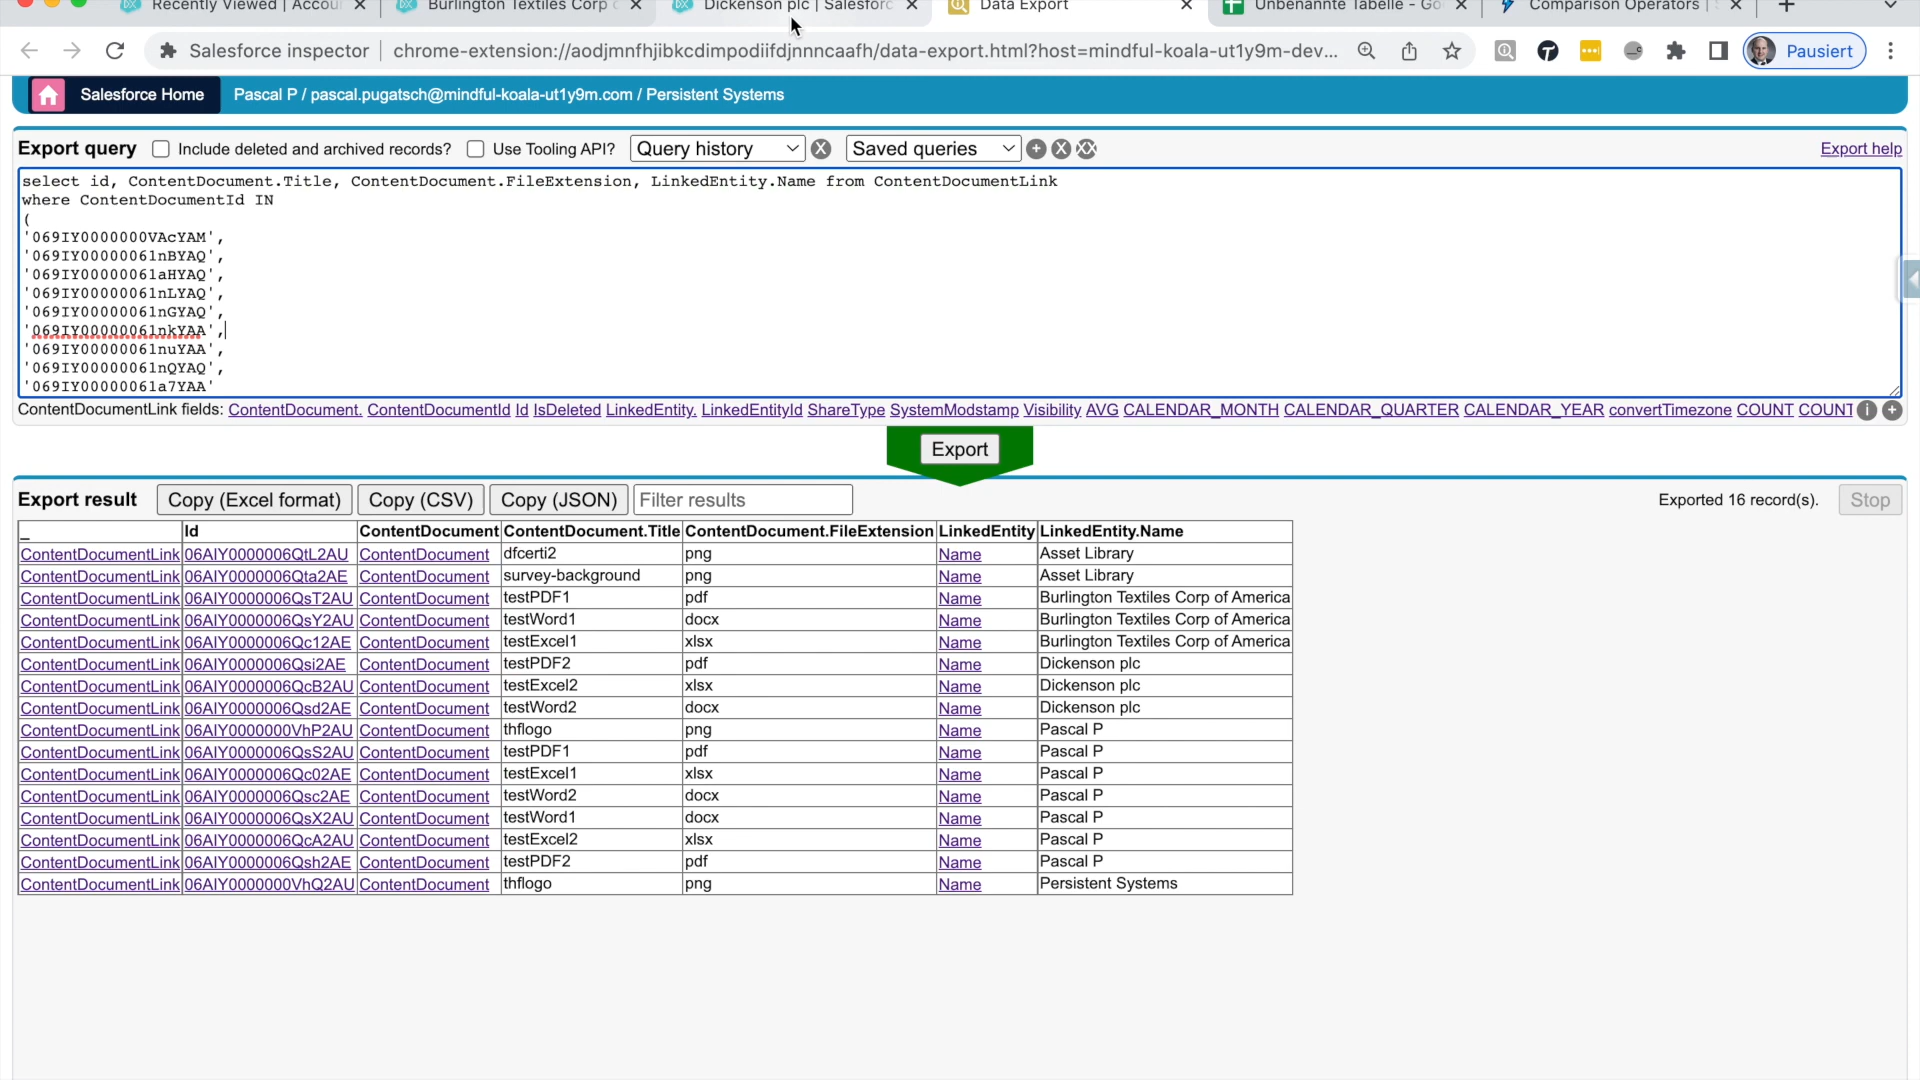 Recently Viewed | Accou
Burlington Textiles Corp o
Dickenson plc | Salesforc
Data Export
Unbenannte Tabelle - Go
Comparison Operators |
Salesforce inspector
chrome-extension://aodjmnfhjibkcdimpodiifdjnnncaafh/data-export.html?host=mindful-koala-ut1y9m-dev...
Pausiert
Salesforce Home
Pascal P / pascal.pugatsch@mindful-koala-ut1y9m.com / Persistent Systems
Export query Include deleted and archived records? Use Tooling API? Query history X Saved queries + X XX Export help
select id, ContentDocument.Title, ContentDocument.FileExtension, LinkedEntity.Name from ContentDocumentLink
where ContentDocumentId IN
(
'069IY0000000VAcYAM',
'069IY00000061nBYAQ',
'069IY00000061aHYAQ',
'069IY00000061nLYAQ',
'069IY00000061nGYAQ',
'069IY00000061nkYAA',
'069IY00000061nuYAA',
'069IY00000061nQYAQ',
'069IY00000061a7YAA'
ContentDocumentLink fields: ContentDocument. ContentDocumentId Id IsDeleted LinkedEntity. LinkedEntityId ShareType SystemModstamp Visibility AVG CALENDAR_MONTH CALENDAR_QUARTER CALENDAR_YEAR convertTimezone COUNT COUNT i +
Export
Export result Copy (Excel format) Copy (CSV) Copy (JSON) Filter results Exported 16 record(s). Stop
_ Id ContentDocument ContentDocument.Title ContentDocument.FileExtension LinkedEntity LinkedEntity.Name
ContentDocumentLink 06AIY0000006QtL2AU ContentDocument dfcerti2 png Name Asset Library
ContentDocumentLink 06AIY0000006Qta2AE ContentDocument survey-background png Name Asset Library
ContentDocumentLink 06AIY0000006QsT2AU ContentDocument testPDF1 pdf Name Burlington Textiles Corp of America
ContentDocumentLink 06AIY0000006QsY2AU ContentDocument testWord1 docx Name Burlington Textiles Corp of America
ContentDocumentLink 06AIY0000006Qc12AE ContentDocument testExcel1 xlsx Name Burlington Textiles Corp of America
ContentDocumentLink 06AIY0000006Qsi2AE ContentDocument testPDF2 pdf Name Dickenson plc
ContentDocumentLink 06AIY0000006QcB2AU ContentDocument testExcel2 xlsx Name Dickenson plc
ContentDocumentLink 06AIY0000006Qsd2AE ContentDocument testWord2 docx Name Dickenson plc
ContentDocumentLink 06AIY0000000VhP2AU ContentDocument thflogo png Name Pascal P
ContentDocumentLink 06AIY0000006QsS2AU ContentDocument testPDF1 pdf Name Pascal P
ContentDocumentLink 06AIY0000006Qc02AE ContentDocument testExcel1 xlsx Name Pascal P
ContentDocumentLink 06AIY0000006Qsc2AE ContentDocument testWord2 docx Name Pascal P
ContentDocumentLink 06AIY0000006QsX2AU ContentDocument testWord1 docx Name Pascal P
ContentDocumentLink 06AIY0000006QcA2AU ContentDocument testExcel2 xlsx Name Pascal P
ContentDocumentLink 06AIY0000006Qsh2AE ContentDocument testPDF2 pdf Name Pascal P
ContentDocumentLink 06AIY0000000VhQ2AU ContentDocument thflogo png Name Persistent Systems